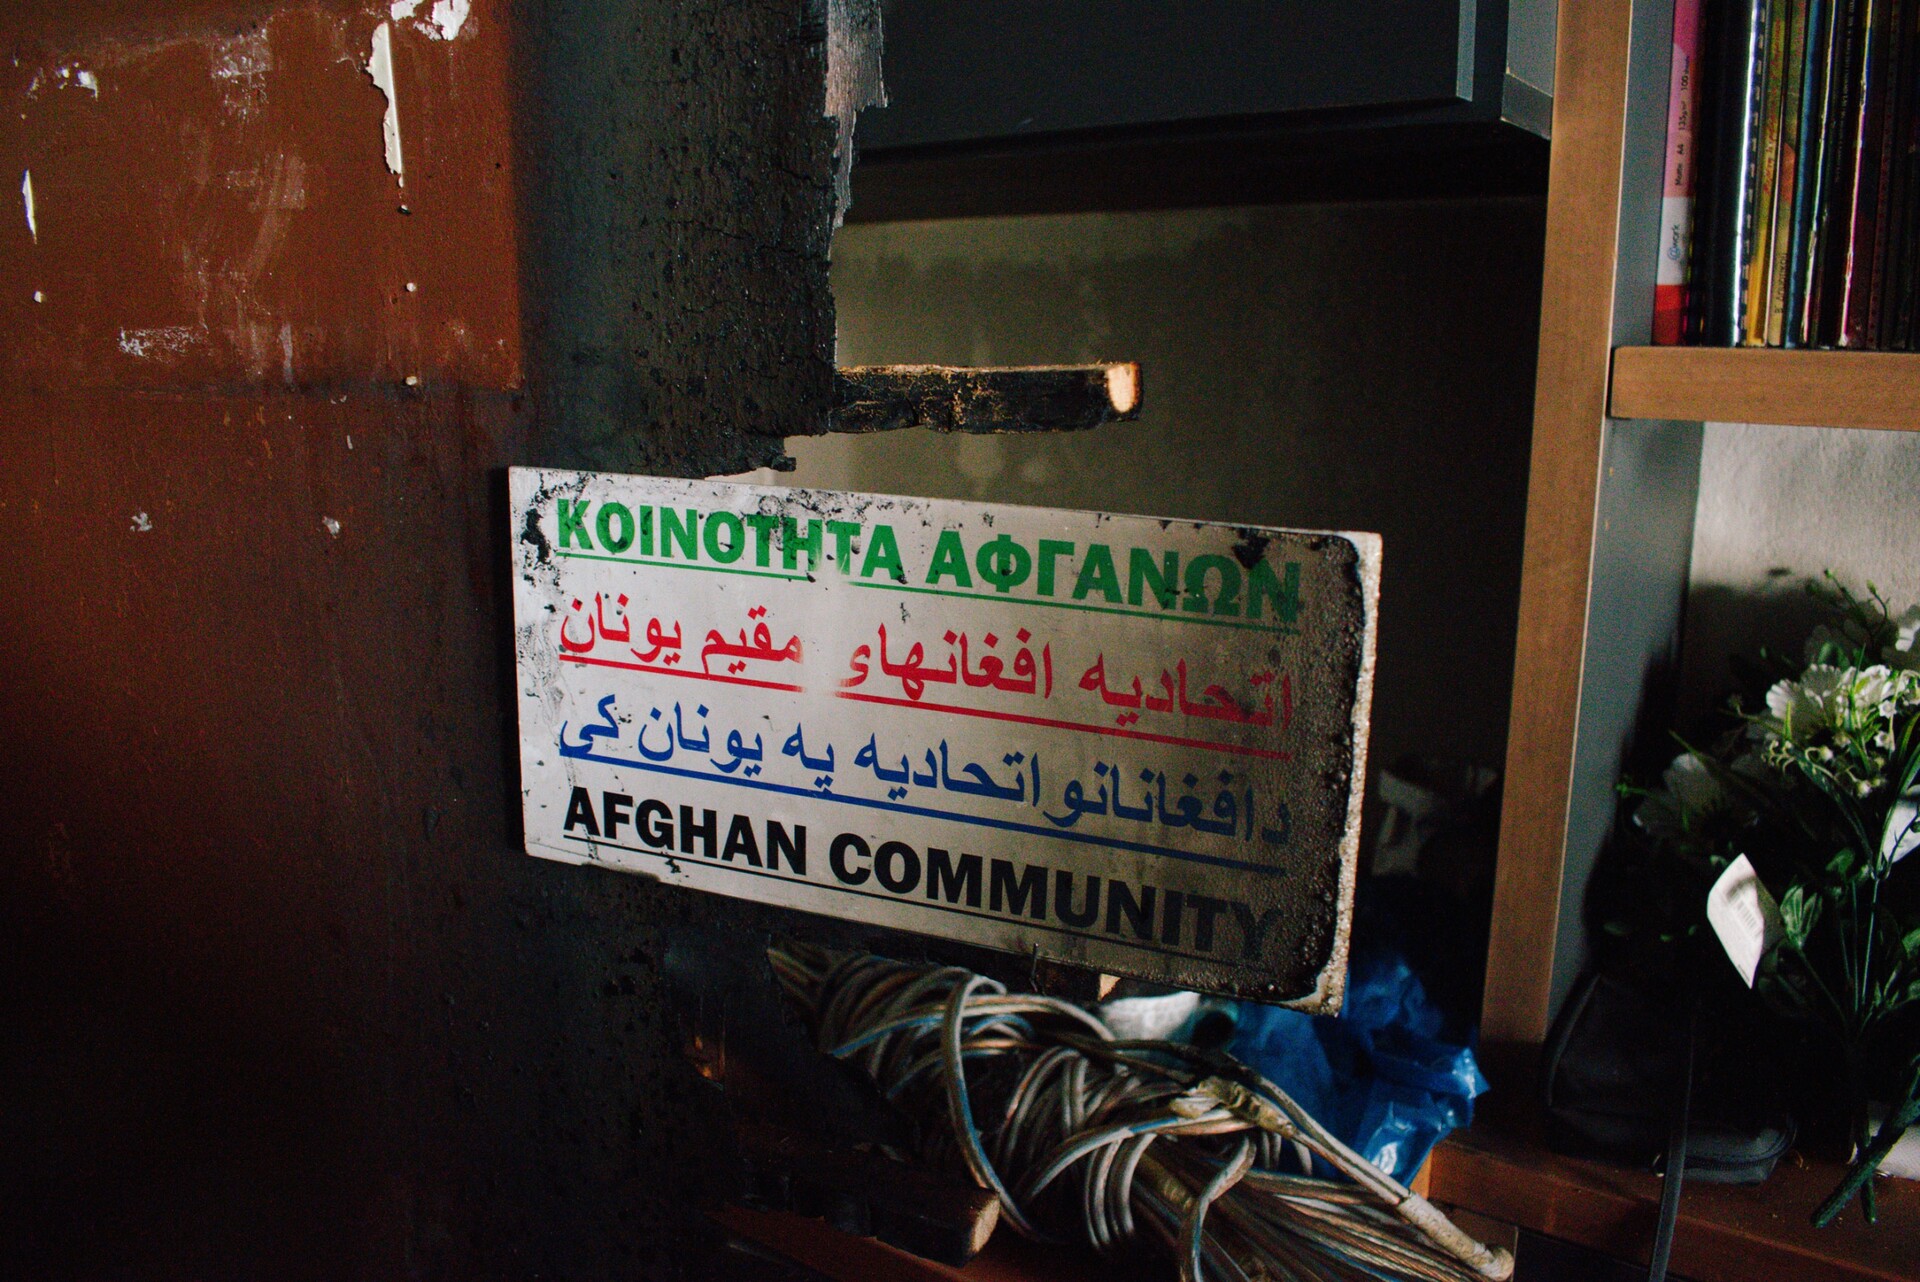 ΚΟΙΝΟΤΗΤΑ ΑΦΓΑΝΩΝ
اتحادیه افغانهای مقیم یونان
دافغانانو اتحادیه په یونان کی
AFGHAN COMMUNITY